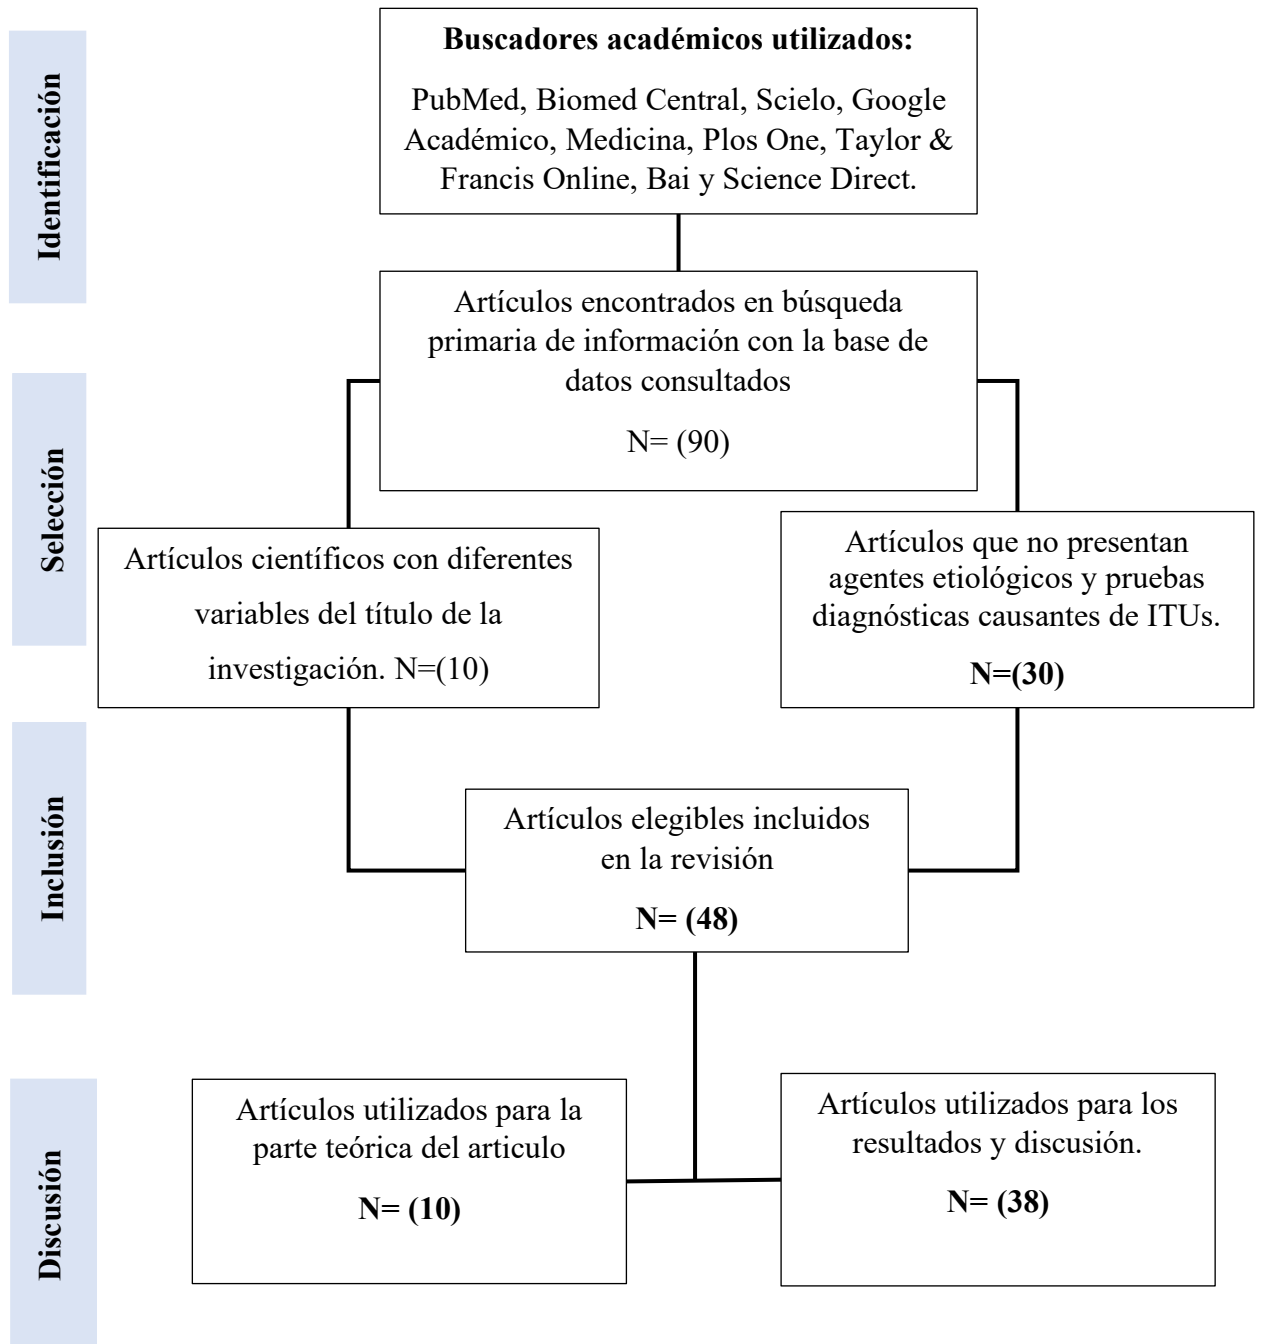 Identificación
Buscadores académicos utilizados:
PubMed, Biomed Central, Scielo, Google
Académico, Medicina, Plos One, Taylor &
Francis Online, Bai y Science Direct.
Artículos encontrados en búsqueda
primaria de información con la base de
datos consultados
N= (90)
Selección
Artículos científicos con diferentes
variables del título de la
investigación. N=(10)
Artículos que no presentan
agentes etiológicos y pruebas
diagnósticas causantes de ITUs.
N=(30)
Inclusión
Artículos elegibles incluidos
en la revisión
N= (48)
Discusión
Artículos utilizados para la
parte teórica del articulo
N= (10)
Artículos utilizados para los
resultados y discusión.
N= (38)